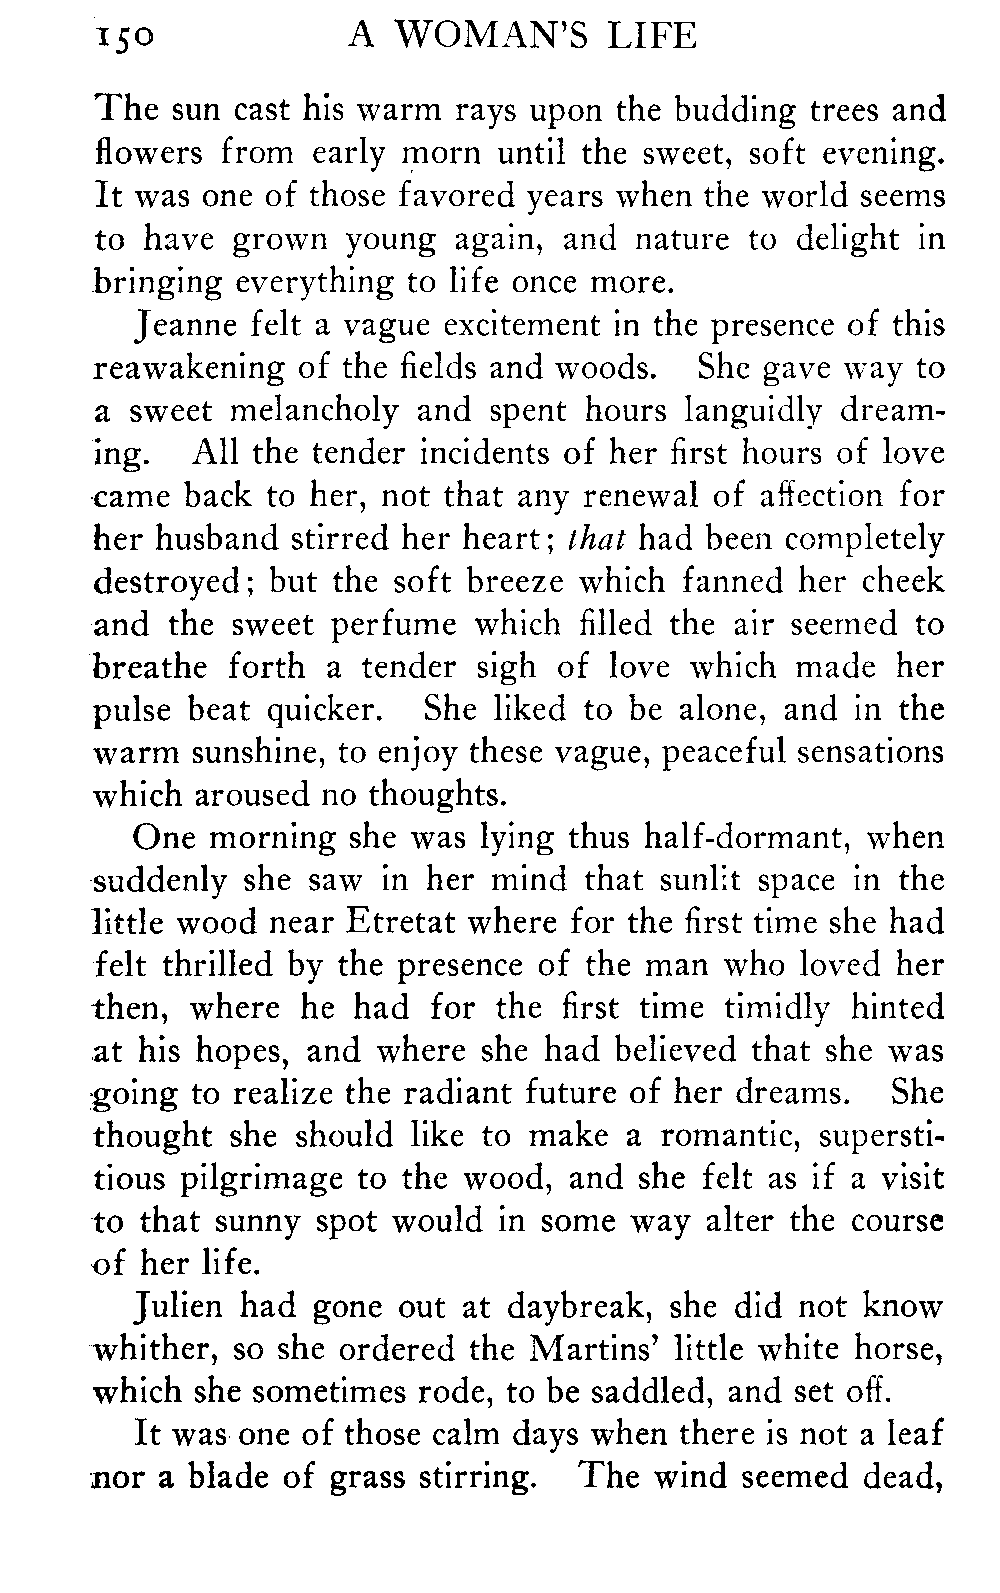 150 A WOMAN'S LIFE
The sun cast his warm rays upon the budding trees and
flowers from early morn until the sweet, soft evening.
It was one of those favored years when the world seems
to have grown young again, and nature to delight in
bringing everything to life once more.
Jeanne felt a vague excitement in the presence of this
reawakening of the fields and woods. She gave way to
a sweet melancholy and spent hours languidly dream-
ing. All the tender incidents of her first hours of love
came back to her, not that any renewal of affection for
her husband stirred her heart; that had been completely
destroyed; but the soft breeze which fanned her cheek
and the sweet perfume which filled the air seemed to
breathe forth a tender sigh of love which made her
pulse beat quicker. She liked to be alone, and in the
warm sunshine, to enjoy these vague, peaceful sensations
which aroused no thoughts.
One morning she was lying thus half-dormant, when
suddenly she saw in her mind that sunlit space in the
little wood near Etretat where for the first time she had
felt thrilled by the presence of the man who loved her
then, where he had for the first time timidly hinted
at his hopes, and where she had believed that she was
going to realize the radiant future of her dreams. She
thought she should like to make a romantic, supersti-
tious pilgrimage to the wood, and she felt as if a visit
to that sunny spot would in some way alter the course
of her life.
Julien had gone out at daybreak, she did not know
whither, so she ordered the Martins' little white horse,
which she sometimes rode, to be saddled, and set off.
It was one of those calm days when there is not a leaf
nor a blade of grass stirring. The wind seemed dead,